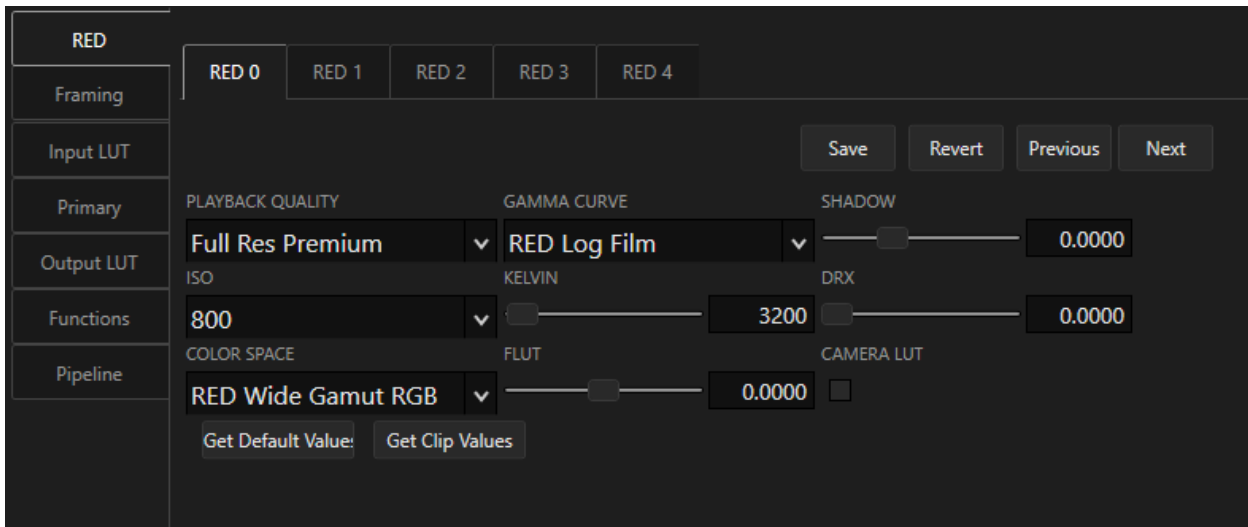 RED
Framing
Input LUT
Primary
Output LUT
Functions
Pipeline
RED 0 RED 1 RED 2 RED 3 RED 4
Save Revert Previous Next
PLAYBACK QUALITY GAMMA CURVE SHADOW
Full Res Premium RED Log Film 0.0000
ISO KELVIN DRX
800 3200 0.0000
COLOR SPACE FLUT CAMERA LUT
RED Wide Gamut RGB 0.0000
Get Default Values Get Clip Values